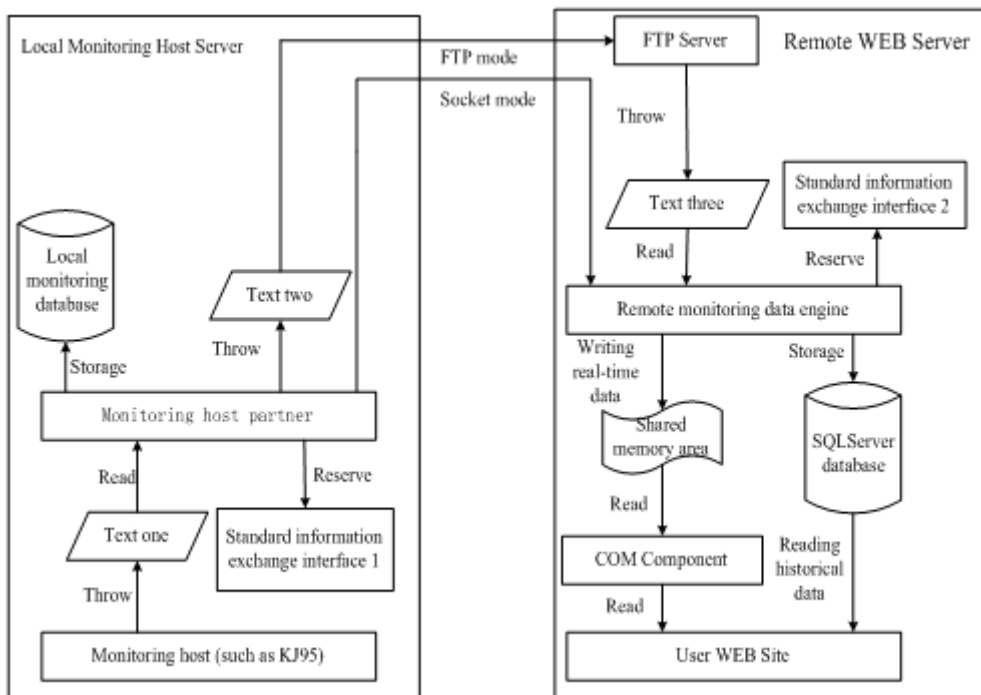 Local Monitoring Host Server
FTP mode
Socket mode
FTP Server
Remote WEB Server
Throw
Text three
Standard information
exchange interface 2
Read
Reserve
Local
monitoring
database
Text two
Remote monitoring data engine
Storage
Throw
Writing
real-time
data
Storage
Monitoring host partner
Shared
memory area
SQLServer
database
Read
Reserve
Read
Text one
Standard information
exchange interface 1
COM Component
Reading
historical
data
Throw
Read
Monitoring host (such as KJ95)
User WEB Site